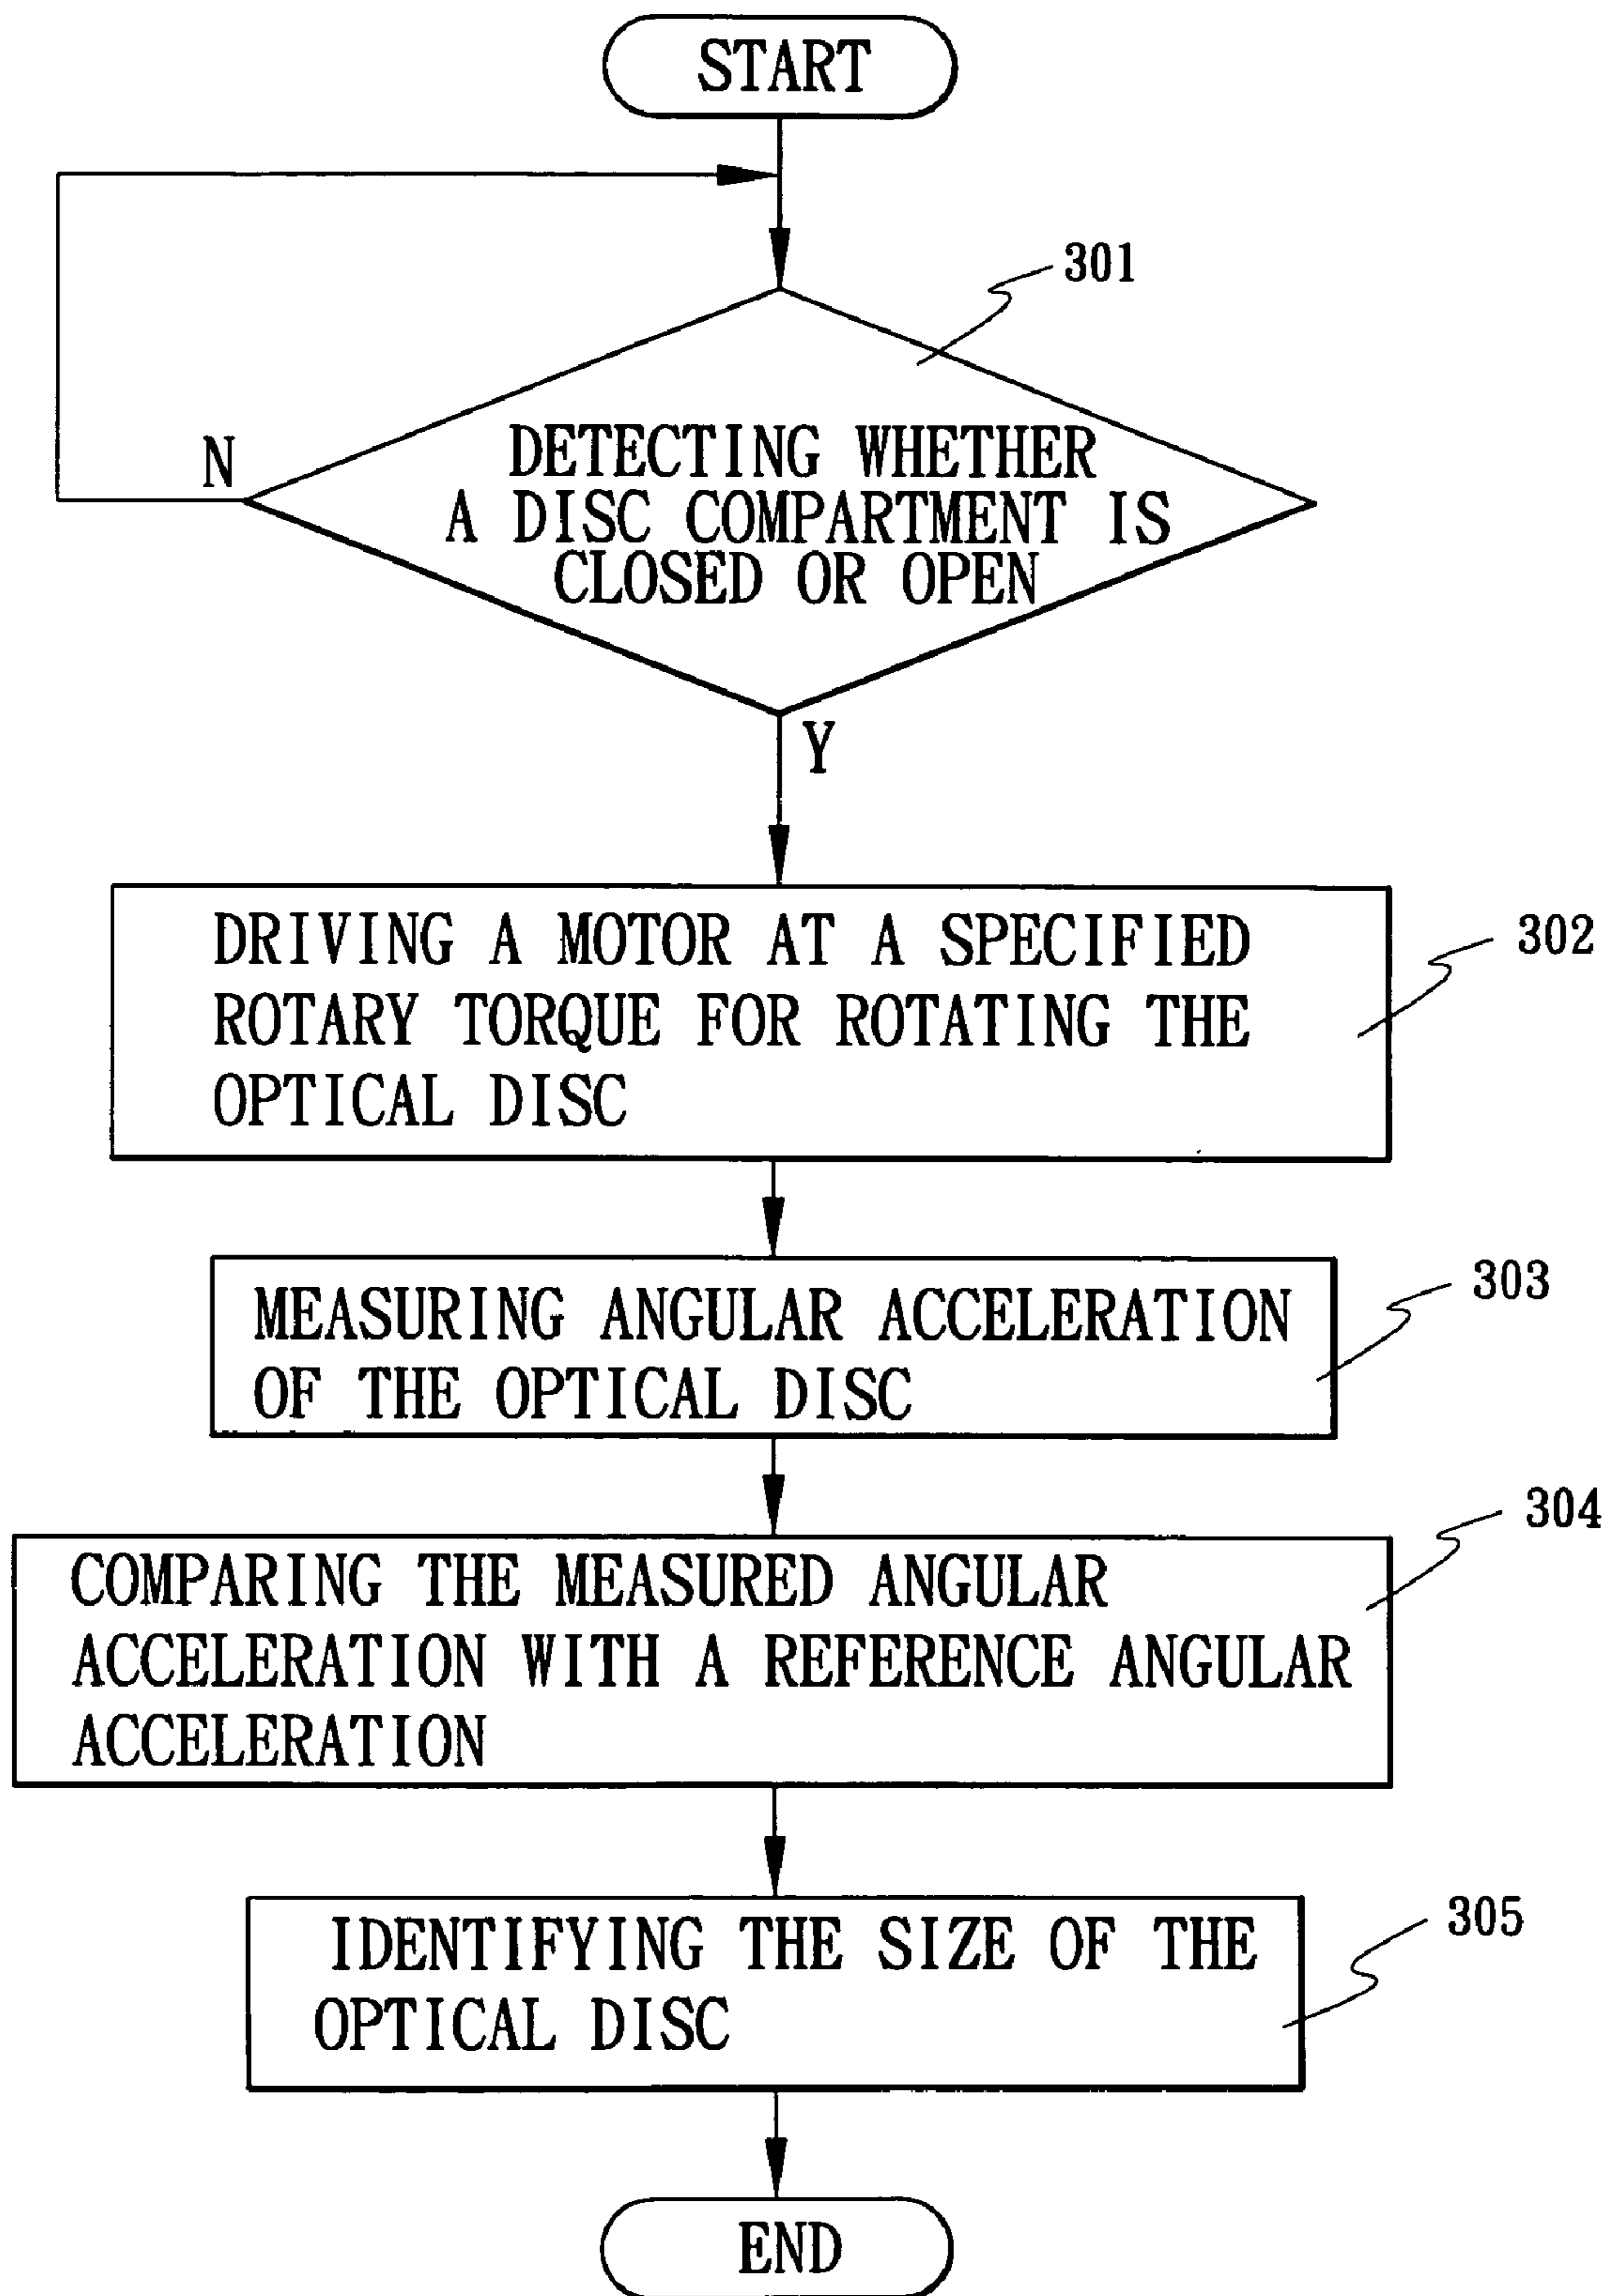 START
301
N
DETECTING WHETHER
A DISC COMPARTMENT IS
CLOSED OR OPEN
Y
DRIVING A MOTOR AT A SPECIFIED
ROTARY TORQUE FOR ROTATING THE
OPTICAL DISC
302
MEASURING ANGULAR ACCELERATION
OF THE OPTICAL DISC
303
COMPARING THE MEASURED ANGULAR
ACCELERATION WITH A REFERENCE ANGULAR
ACCELERATION
304
IDENTIFYING THE SIZE OF THE
OPTICAL DISC
305
END